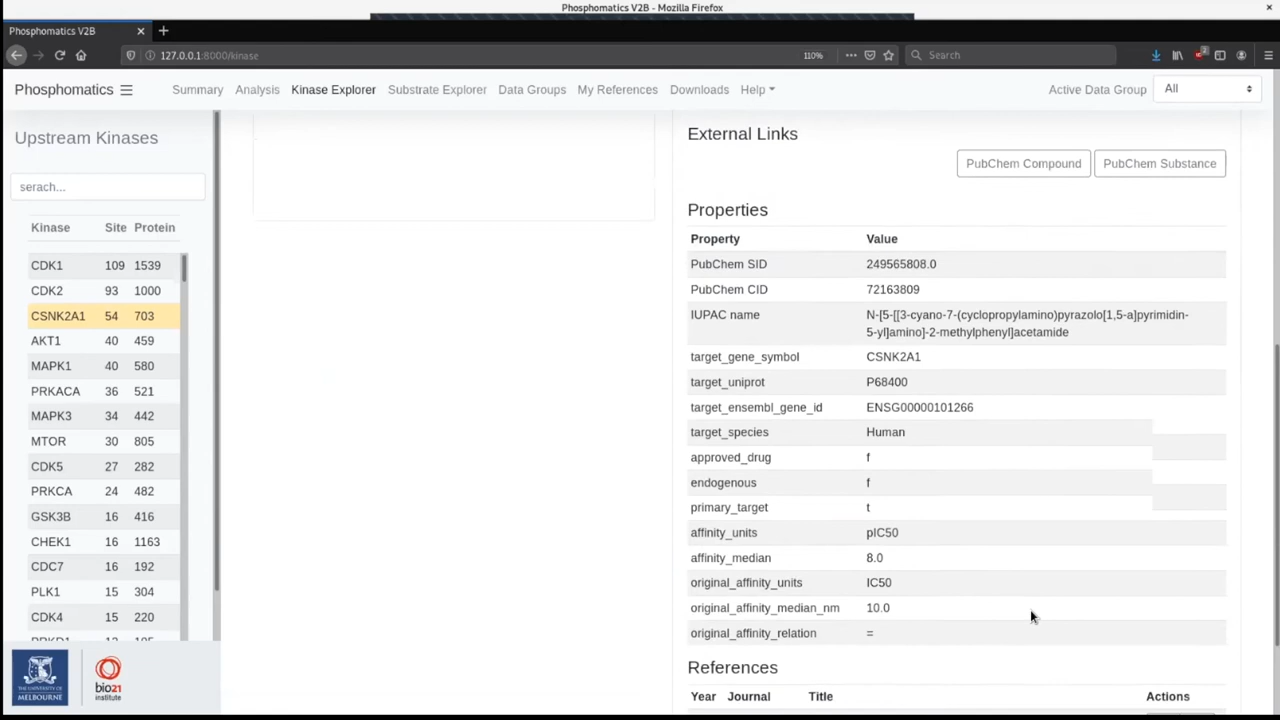 Phosphomatics V2B - Mozilla Firefox
Phosphomatics V2B
127.0.0.1:8000/kinase
110%
Search
2
Phosphomatics
Summary
Analysis
Kinase Explorer
Substrate Explorer
Data Groups
My References
Downloads
Help
Active Data Group
All
Upstream Kinases
serach...
Kinase Site Protein
CDK1 109 1539
CDK2 93 1000
CSNK2A1 54 703
AKT1 40 459
MAPK1 40 580
PRKACA 36 521
MAPK3 34 442
MTOR 30 805
CDK5 27 282
PRKCA 24 482
GSK3B 16 416
CHEK1 16 1163
CDC7 16 192
PLK1 15 304
CDK4 15 220
THE UNIVERSITY OF
MELBOURNE
bio21
institute
External Links
PubChem Compound
PubChem Substance
Properties
Property Value
PubChem SID 249565808.0
PubChem CID 72163809
IUPAC name N-[5-[[3-cyano-7-(cyclopropylamino)pyrazolo[1,5-a]pyrimidin-
5-yl]amino]-2-methylphenyl]acetamide
target_gene_symbol CSNK2A1
target_uniprot P68400
target_ensembl_gene_id ENSG00000101266
target_species Human
approved_drug f
endogenous f
primary_target t
affinity_units pIC50
affinity_median 8.0
original_affinity_units IC50
original_affinity_median_nm 10.0
original_affinity_relation =
References
Year Journal Title Actions